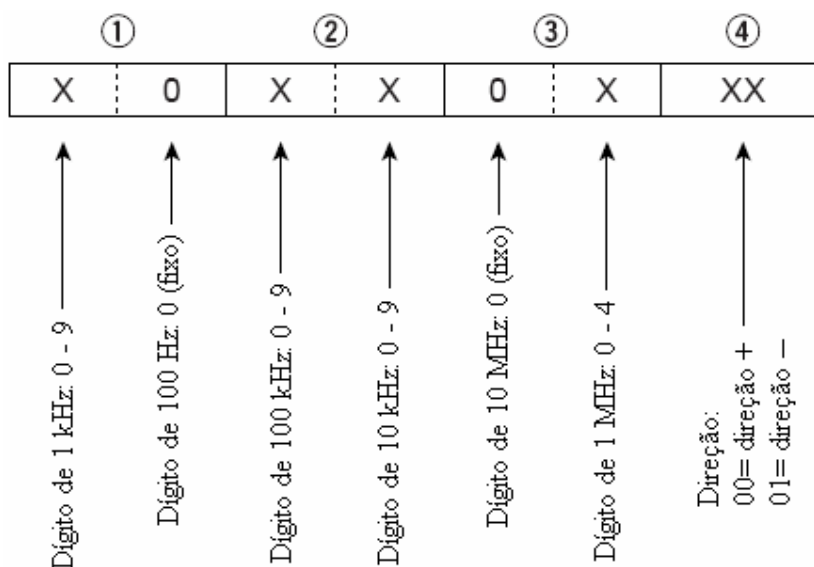 ① ② ③ ④
X 0 X X 0 X XX
Dígito de 1 kHz: 0 - 9
Dígito de 100 Hz: 0 (fixo)
Dígito de 100 kHz: 0 - 9
Dígito de 10 kHz: 0 - 9
Dígito de 10 MHz: 0 (fixo)
Dígito de 1 MHz: 0 - 4
Direção:
00= direção +
01= direção −